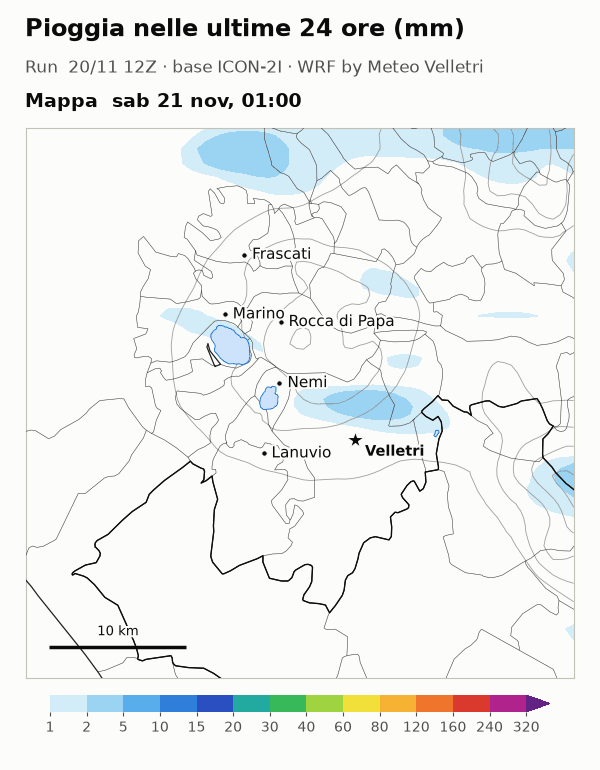 Pioggia nelle ultime 24 ore (mm)
Run  20/11 12Z · base ICON-2I · WRF by Meteo Velletri
Mappa  sab 21 nov, 01:00
Frascati
Marino
Rocca di Papa
Nemi
Velletri
Lanuvio
10 km
1 2 5 10 15 20 30 40 60 80 120 160 240 320